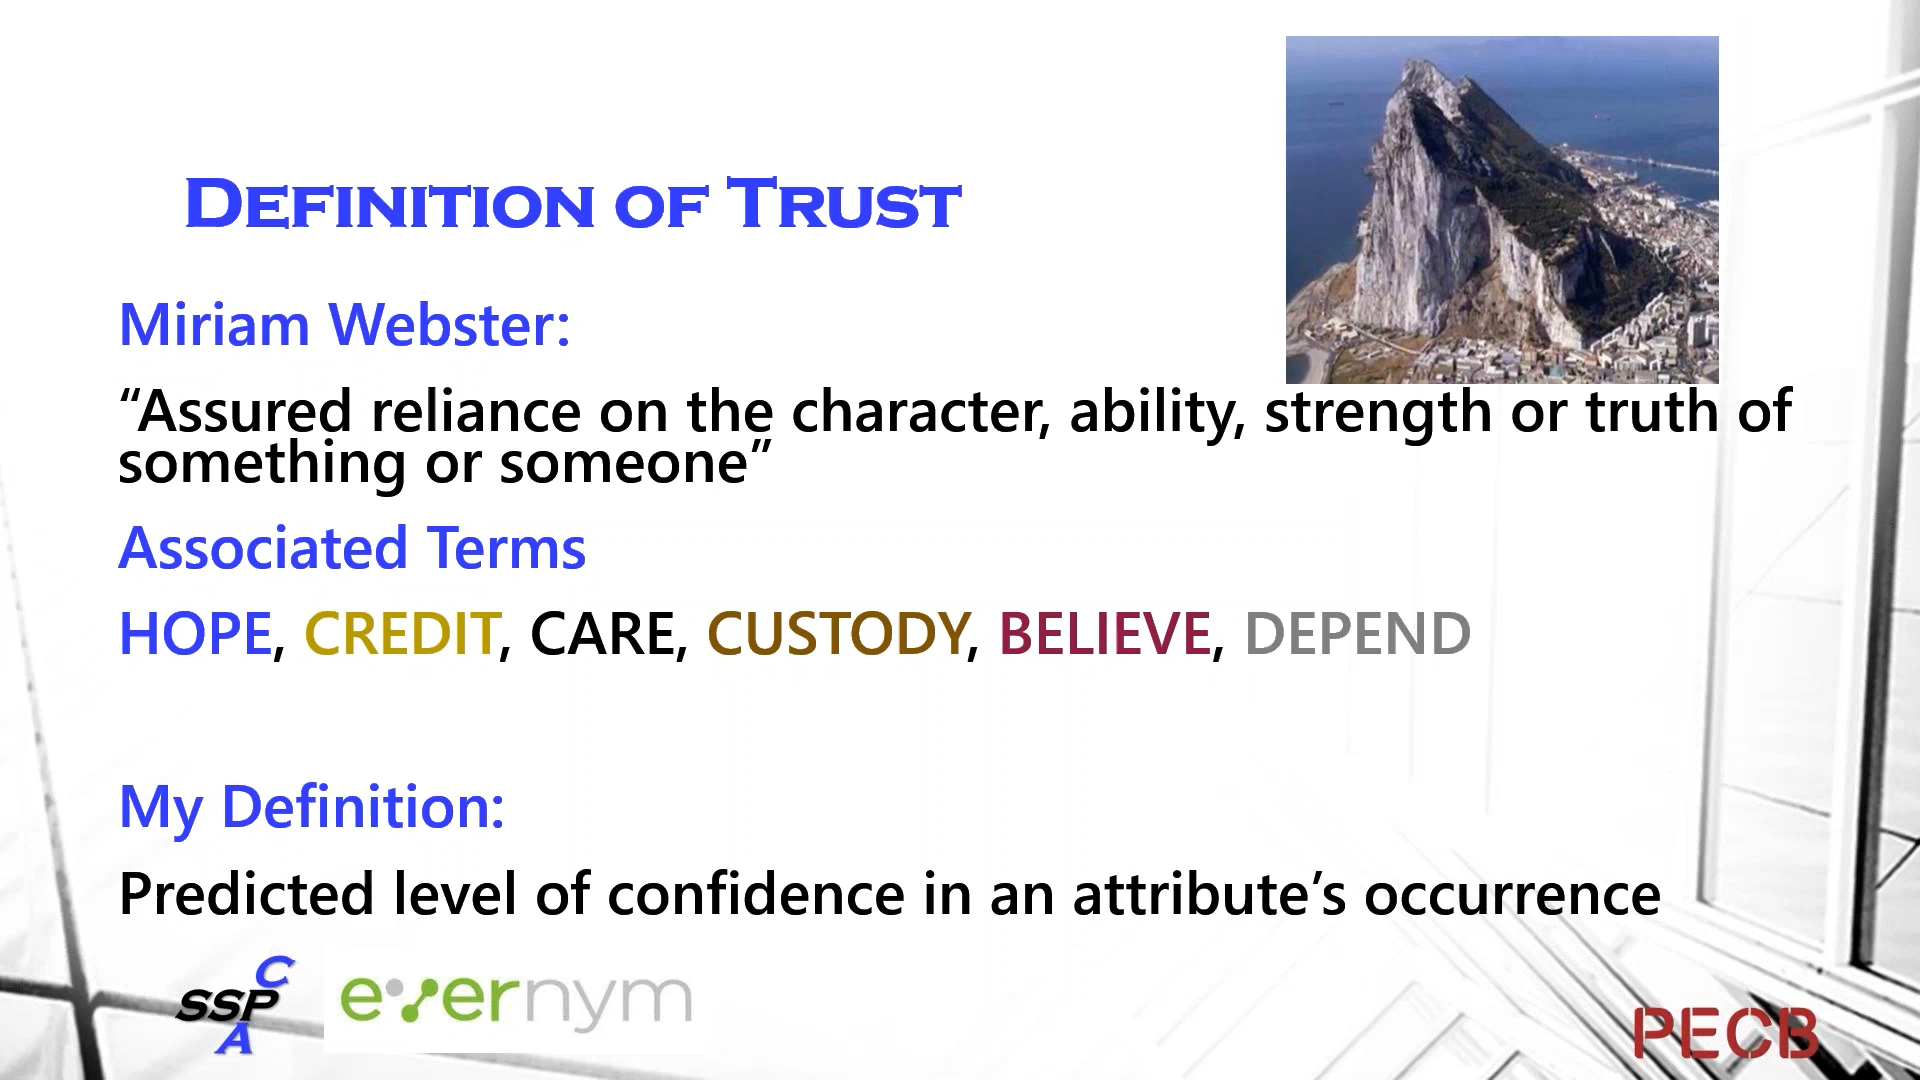 Definition of Trust
Miriam Webster:
“Assured reliance on the character, ability, strength or truth of
something or someone”
Associated Terms
HOPE, CREDIT, CARE, CUSTODY, BELIEVE, DEPEND
My Definition:
Predicted level of confidence in an attribute’s occurrence
C
SSP
A
evernym
PECB